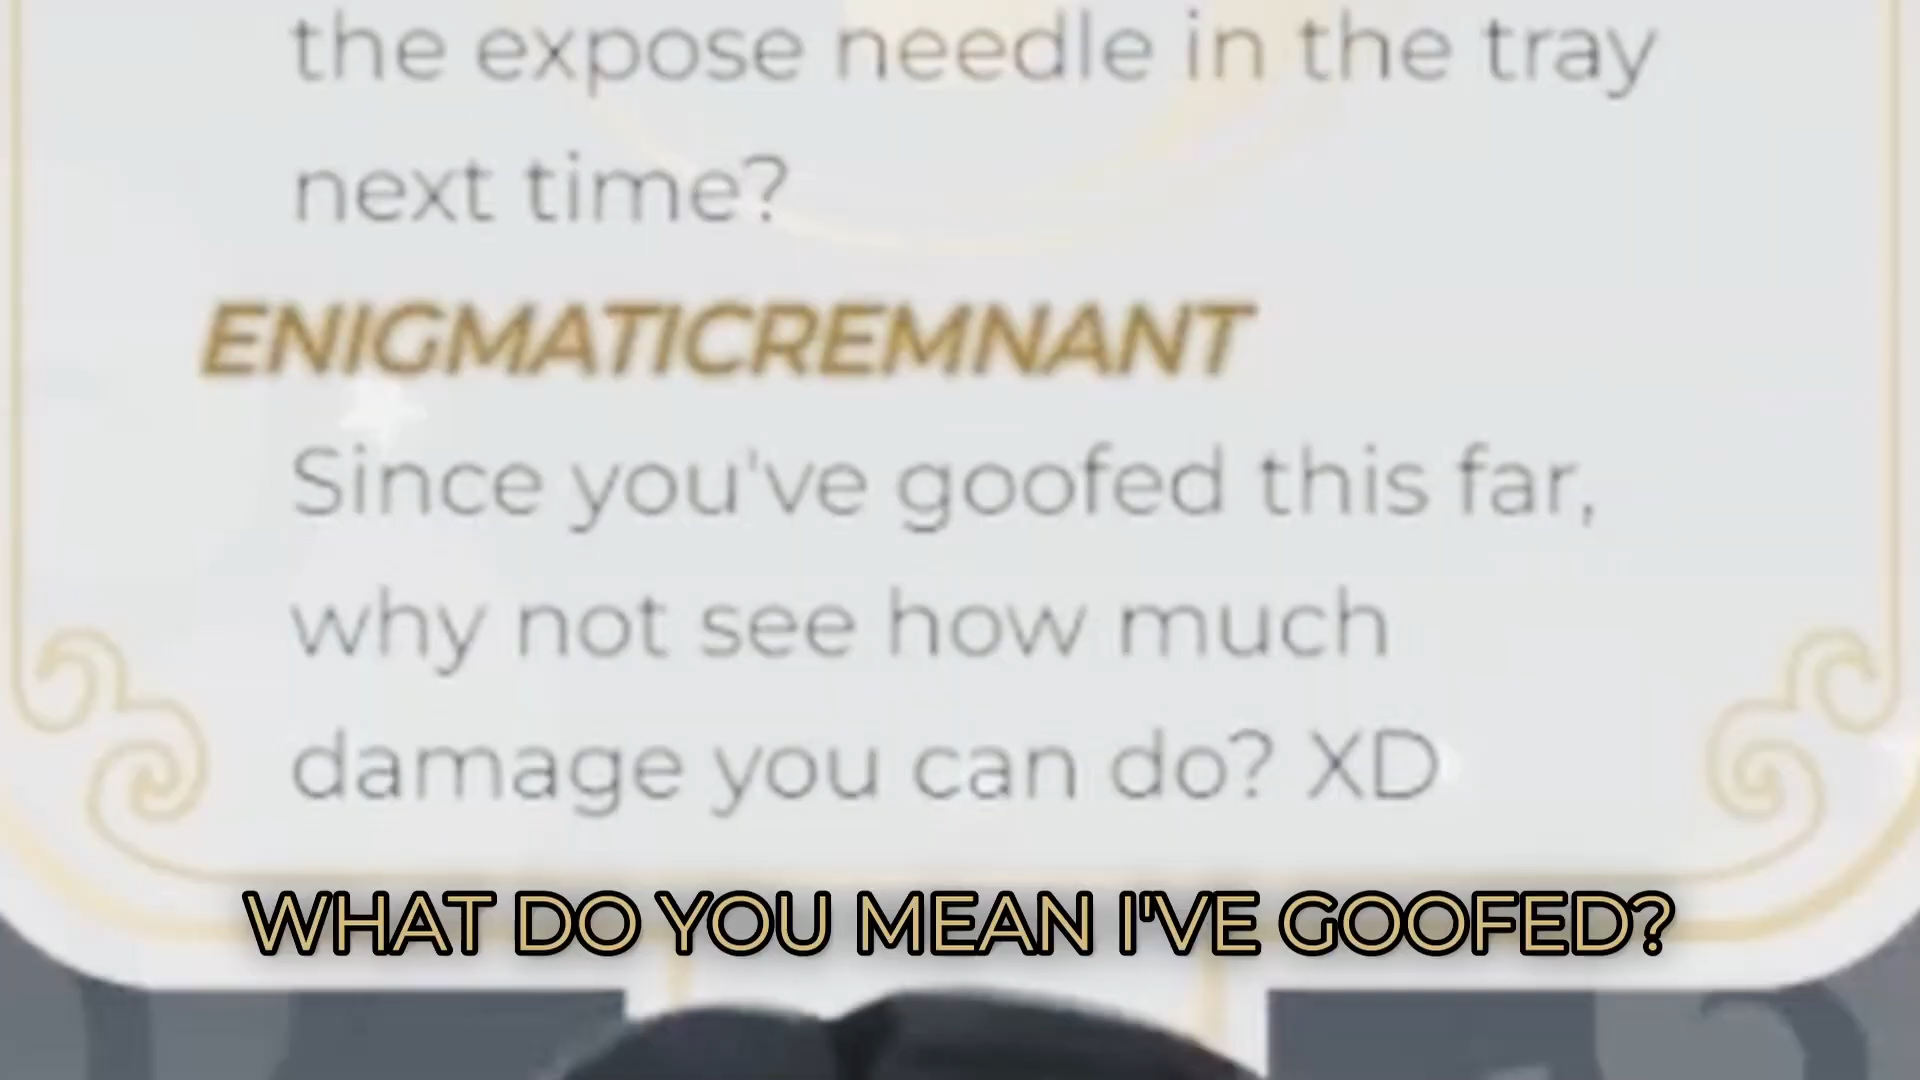 the expose needle in the tray
next time?
ENIGMATICREMNANT
Since you've goofed this far,
why not see how much
damage you can do? XD
WHAT DO YOU MEAN I'VE GOOFED?